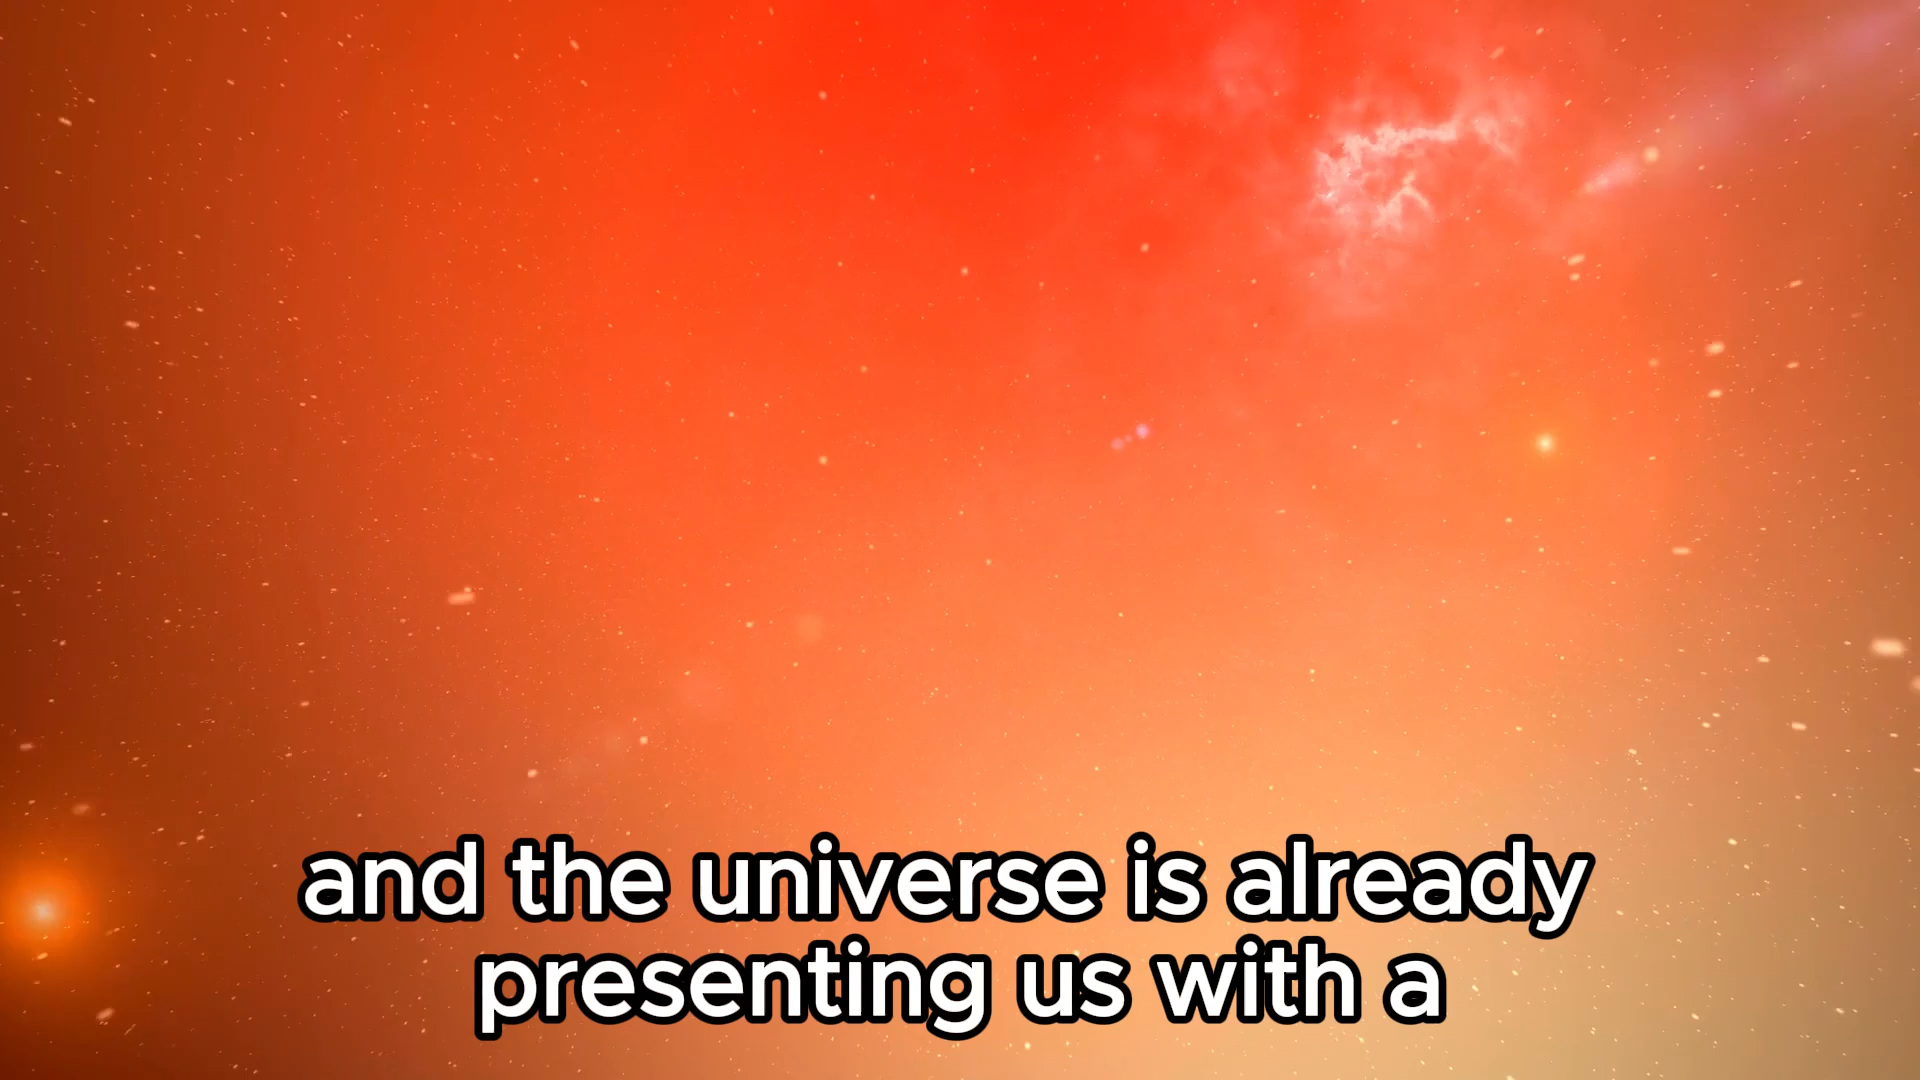 and the universe is already
presenting us with a